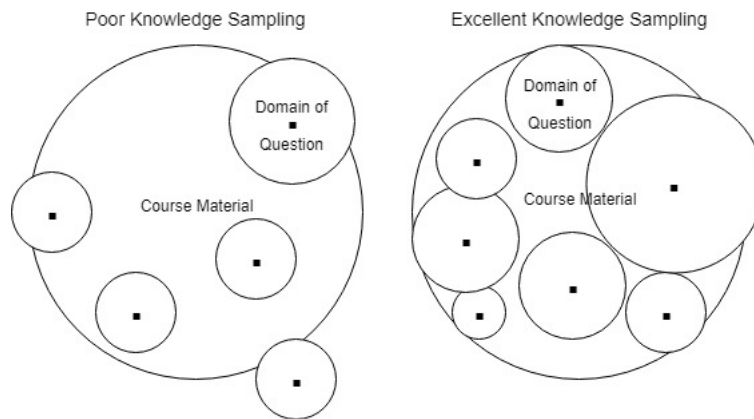 Poor Knowledge Sampling
Domain of
Question
Course Material
Excellent Knowledge Sampling
Domain of
Question
Course Material